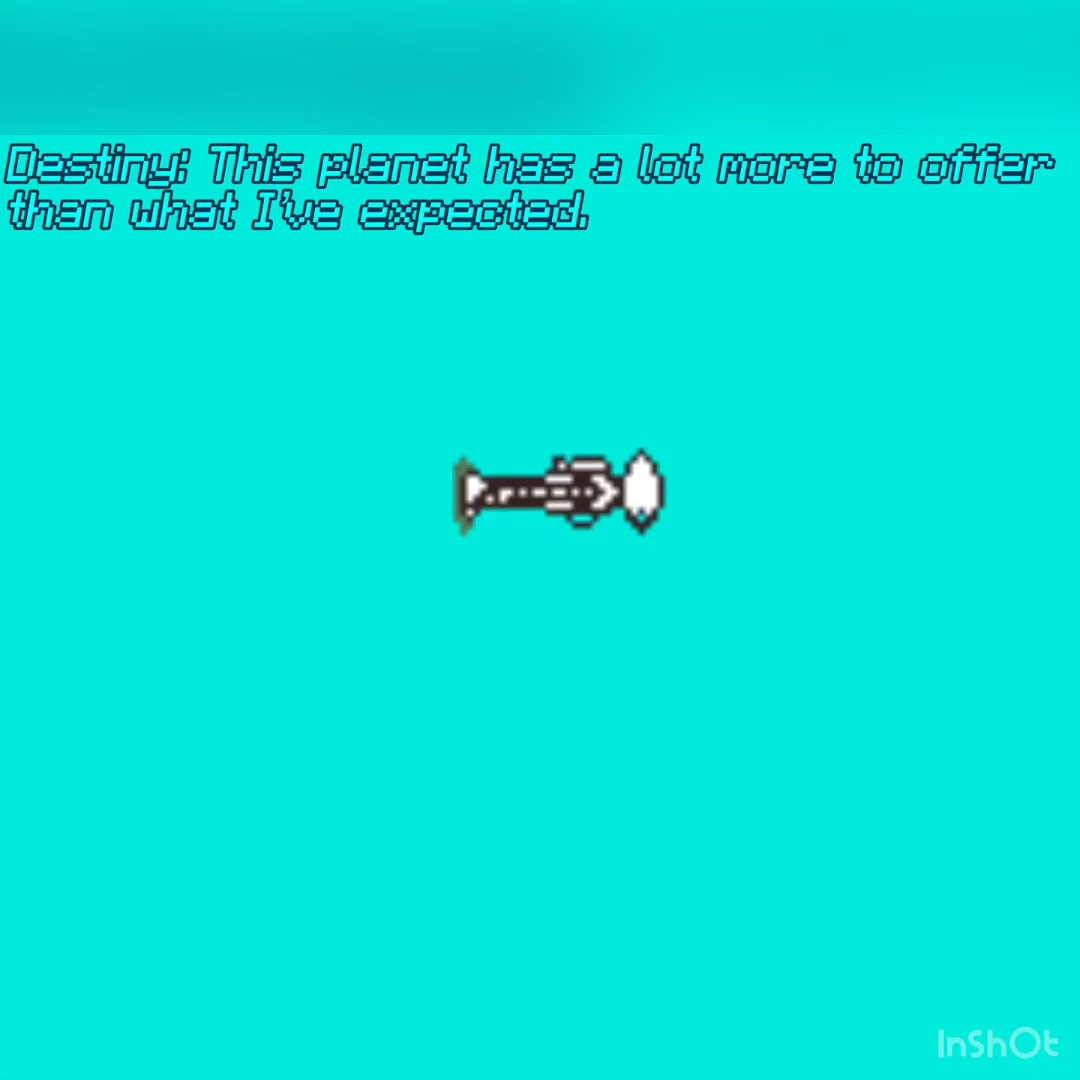 Destiny: This planet has a lot more to offer
than what I've expected.
InShOt